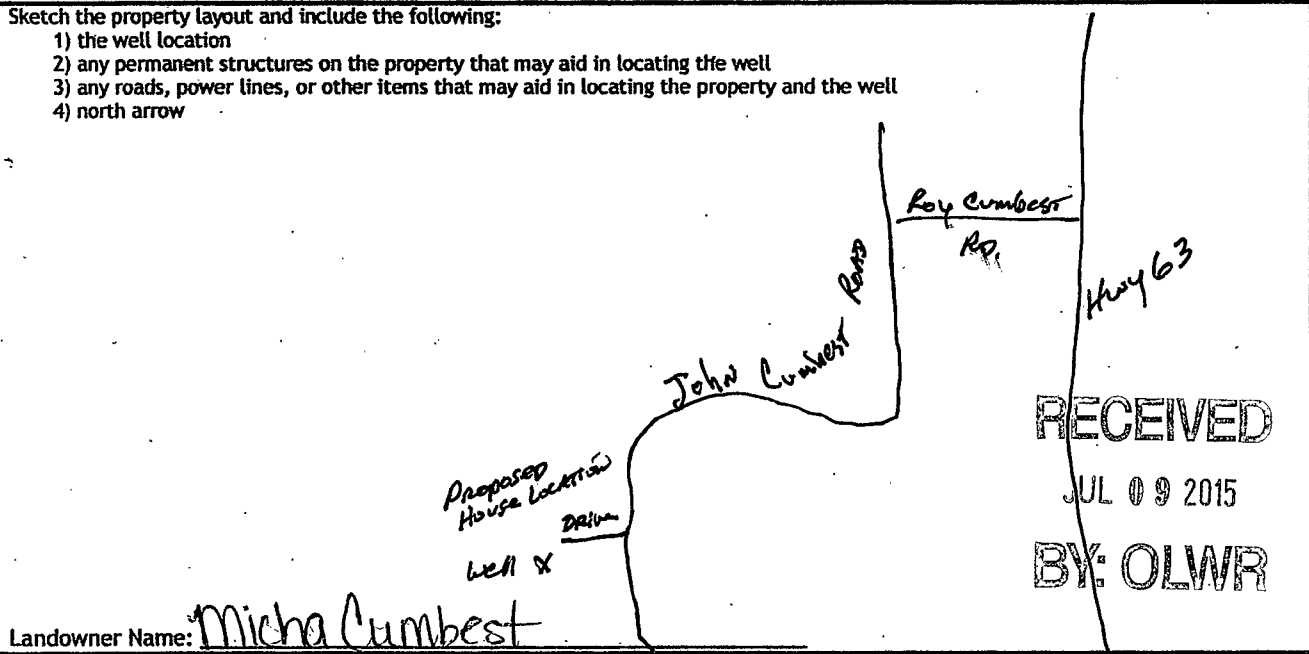 Sketch the property layout and include the following:
1) the well location
2) any permanent structures on the property that may aid in locating the well
3) any roads, power lines, or other items that may aid in locating the property and the well
4) north arrow
Roy Cumbest
RD.
Hwy 63
John Cumbest ROAD
RECEIVED
JUL 09 2015
BY: OLWR
Proposed
House Location
Drive
Well X
Landowner Name: Micha Cumbest